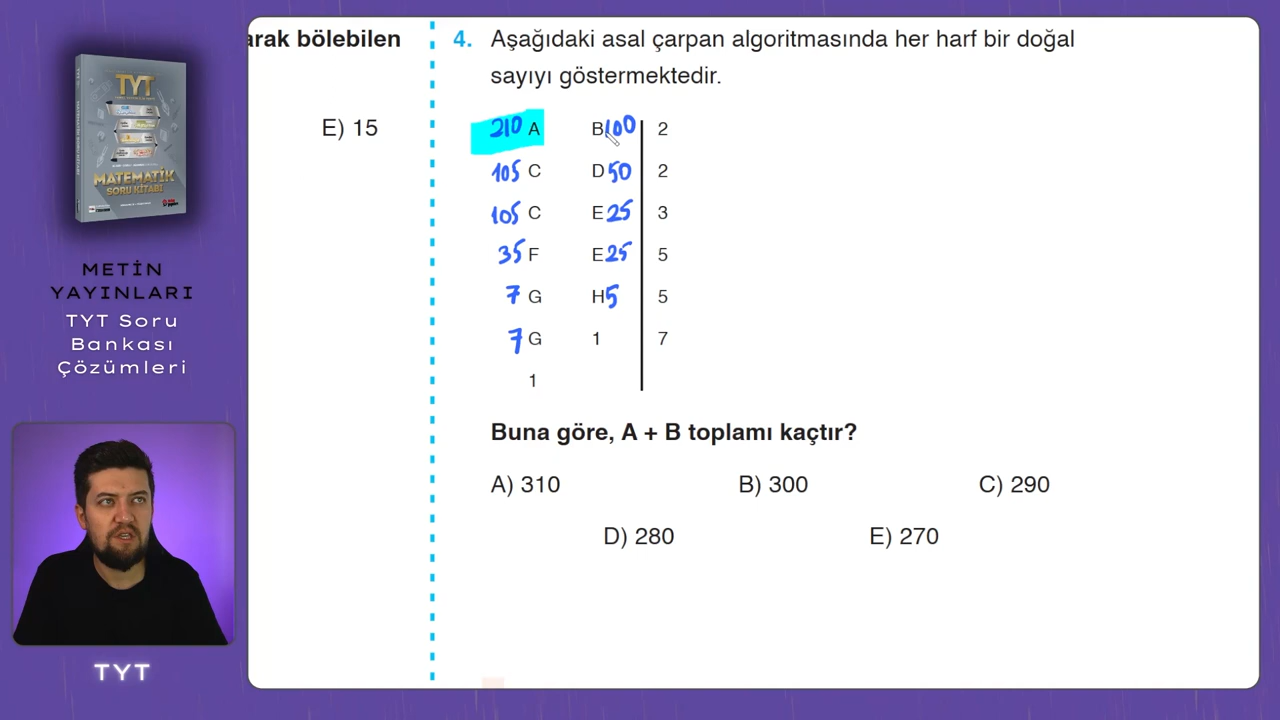 TYT
MATEMATİK
SORU KİTABI
METİN
YAYINLARI
TYT Soru
Bankası
Çözümleri
TYT
arak bölebilen
E) 15
4. Aşağıdaki asal çarpan algoritmasında her harf bir doğal
sayıyı göstermektedir.
210 A B 100 2
105 C D 50 2
105 C E 25 3
35 F E 25 5
7 G H 5 5
7 G 1 7
1
Buna göre, A + B toplamı kaçtır?
A) 310 B) 300 C) 290
D) 280 E) 270